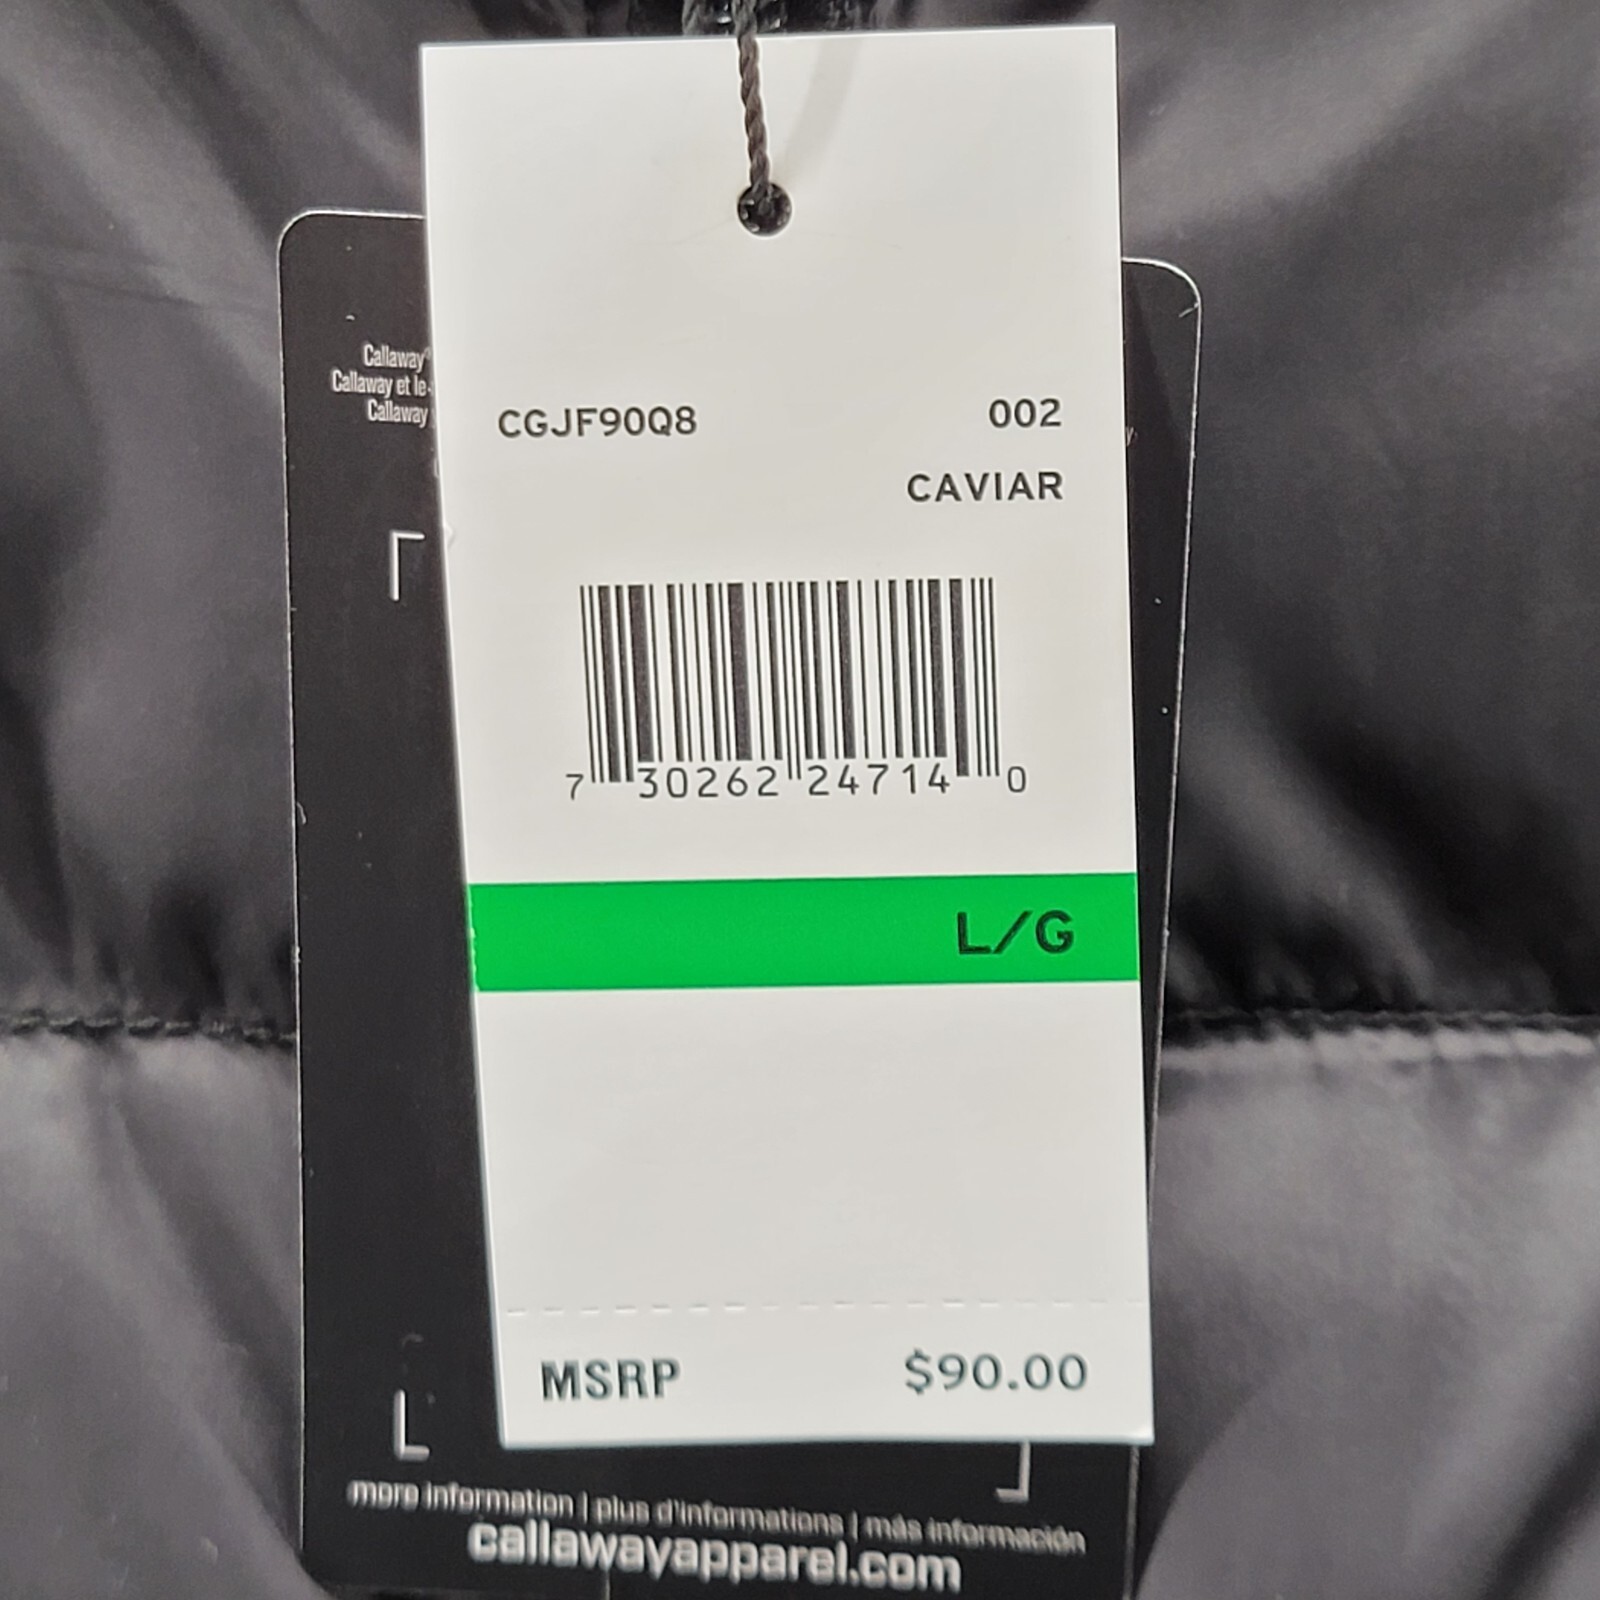 Callaway®
Callaway et le
Callaway
CGJF90Q8 002
CAVIAR
7 30262 24714 0
L/G
MSRP $90.00
more information | plus d'informations | más información
callawayapparel.com